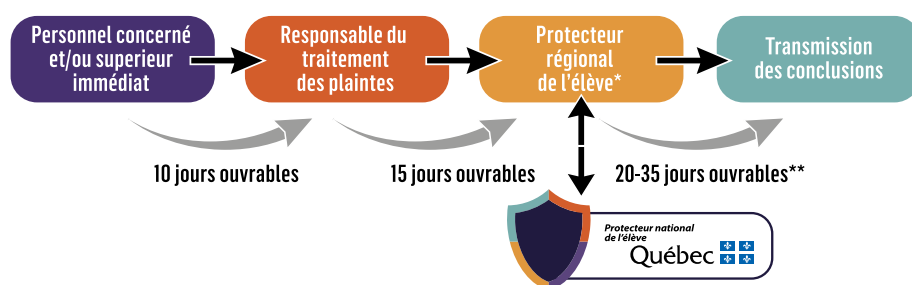 Personnel concerné
et/ou superieur
immédiat
Responsable du
traitement
des plaintes
Protecteur
régional
de l'élève*
Transmission
des conclusions
10 jours ouvrables
15 jours ouvrables
20-35 jours ouvrables**
Protecteur national
de l'élève
Québec